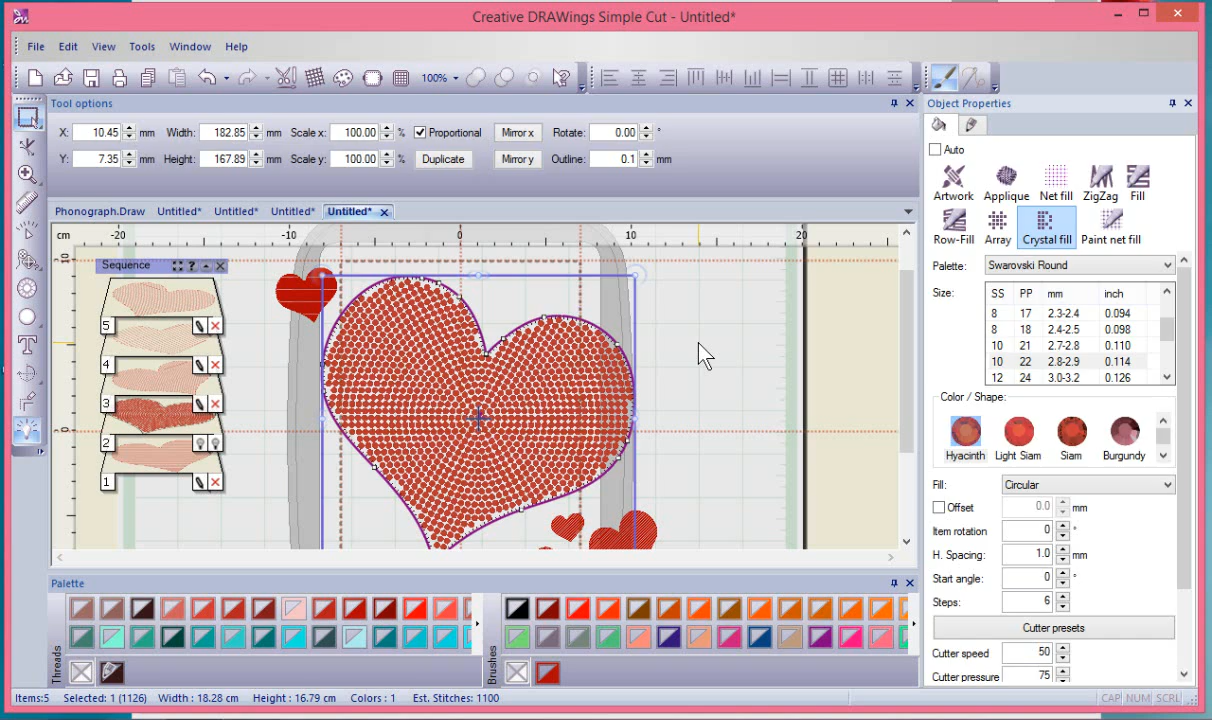 Creative DRAWings Simple Cut - Untitled*
File Edit View Tools Window Help
100%
Tool options
X: 10.45 mm Width: 182.85 mm Scale x: 100.00 % Proportional Mirror x Rotate: 0.00 °
Y: 7.35 mm Height: 167.89 mm Scale y: 100.00 % Duplicate Mirror y Outline: 0.1 mm
Phonograph.Draw Untitled* Untitled* Untitled* Untitled*
cm -20 -10 0 10 20
10
0
Sequence
5
4
3
2
1
Object Properties
Auto
Artwork Applique Net fill ZigZag Fill
Row-Fill Array Crystal fill Paint net fill
Palette: Swarovski Round
Size: SS PP mm inch
8 17 2.3-2.4 0.094
8 18 2.4-2.5 0.098
10 21 2.7-2.8 0.110
10 22 2.8-2.9 0.114
12 24 3.0-3.2 0.126
Color / Shape:
Hyacinth Light Siam Siam Burgundy
Fill: Circular
Offset 0.0 mm
Item rotation 0 °
H. Spacing: 1.0 mm
Start angle: 0 °
Steps: 6
Cutter presets
Cutter speed 50
Cutter pressure 75
Palette
Threads
Brushes
Items:5 Selected: 1 (1126) Width : 18.28 cm Height : 16.79 cm Colors : 1 Est. Stitches: 1100
CAP NUM SCRL